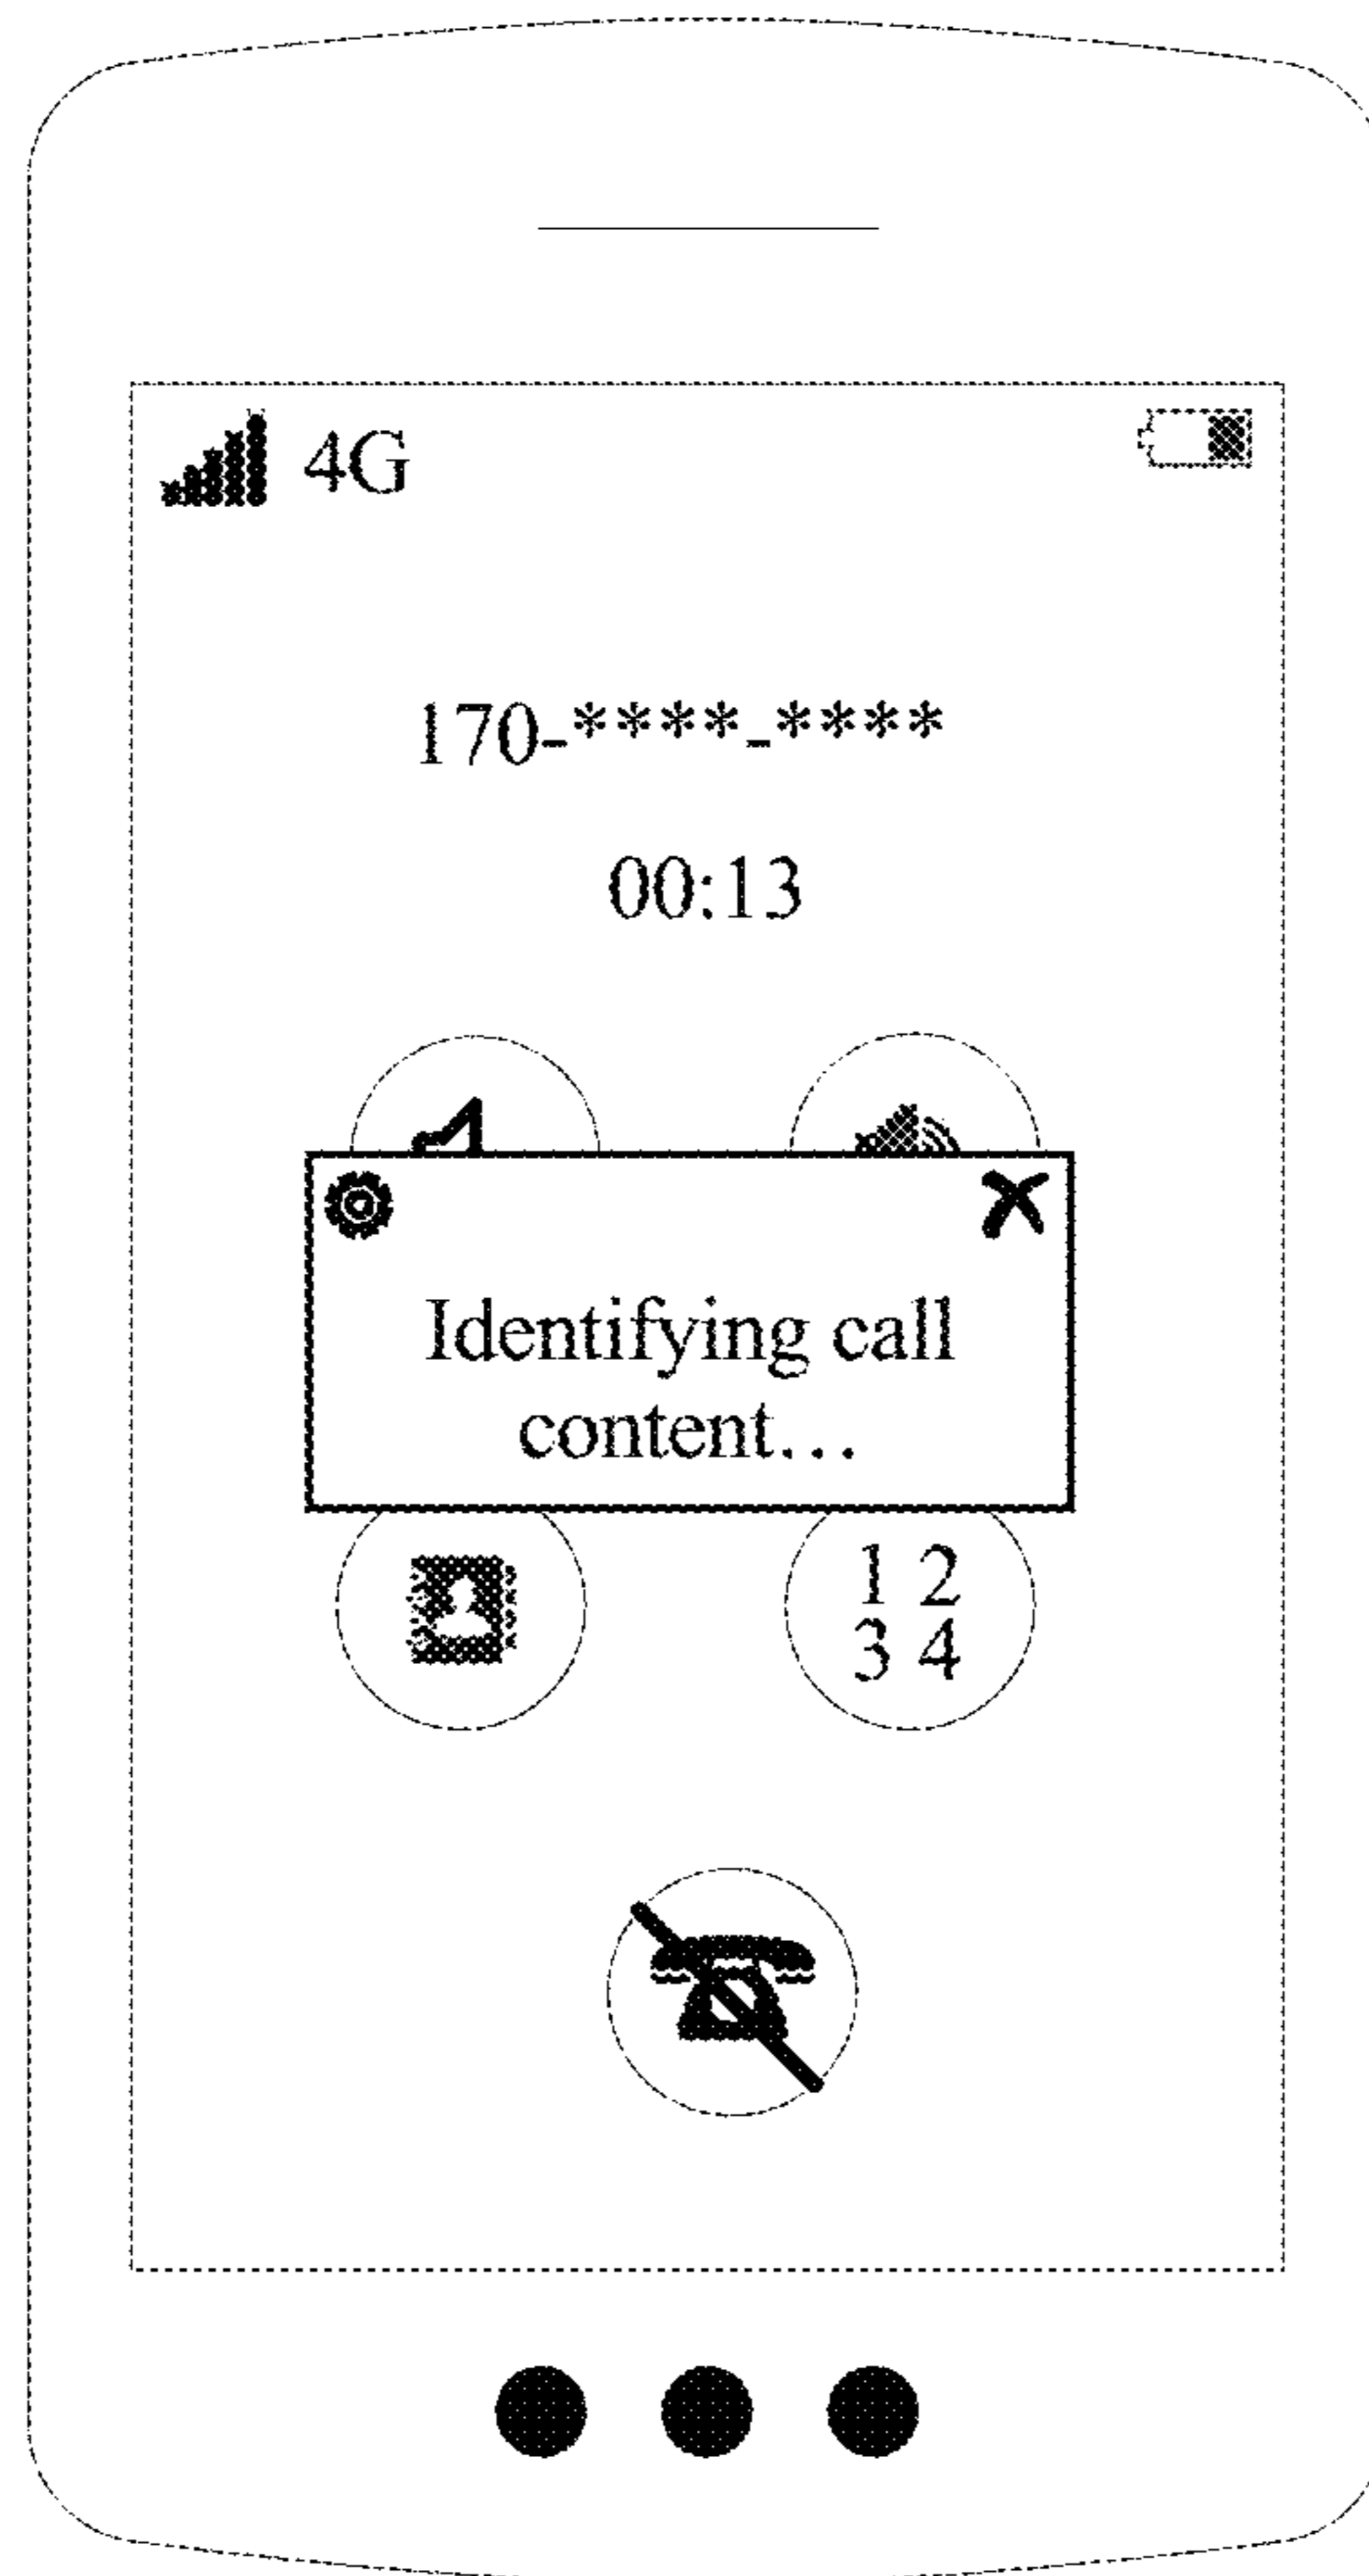 4G
170-****-****
00:13
Identifying call
content...
1 2
3 4